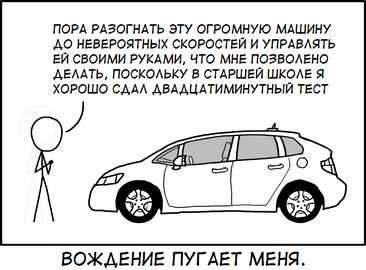 ПОРА РАЗОГНАТЬ ЭТУ ОГРОМНУЮ МАШИНУ
ДО НЕВЕРОЯТНЫХ СКОРОСТЕЙ И УПРАВЛЯТЬ
ЕЙ СВОИМИ РУКАМИ, ЧТО МНЕ ПОЗВОЛЕНО
ДЕЛАТЬ, ПОСКОЛЬКУ В СТАРШЕЙ ШКОЛЕ Я
ХОРОШО СДАЛ ДВАДЦАТИМИНУТНЫЙ ТЕСТ
ВОЖДЕНИЕ ПУГАЕТ МЕНЯ.